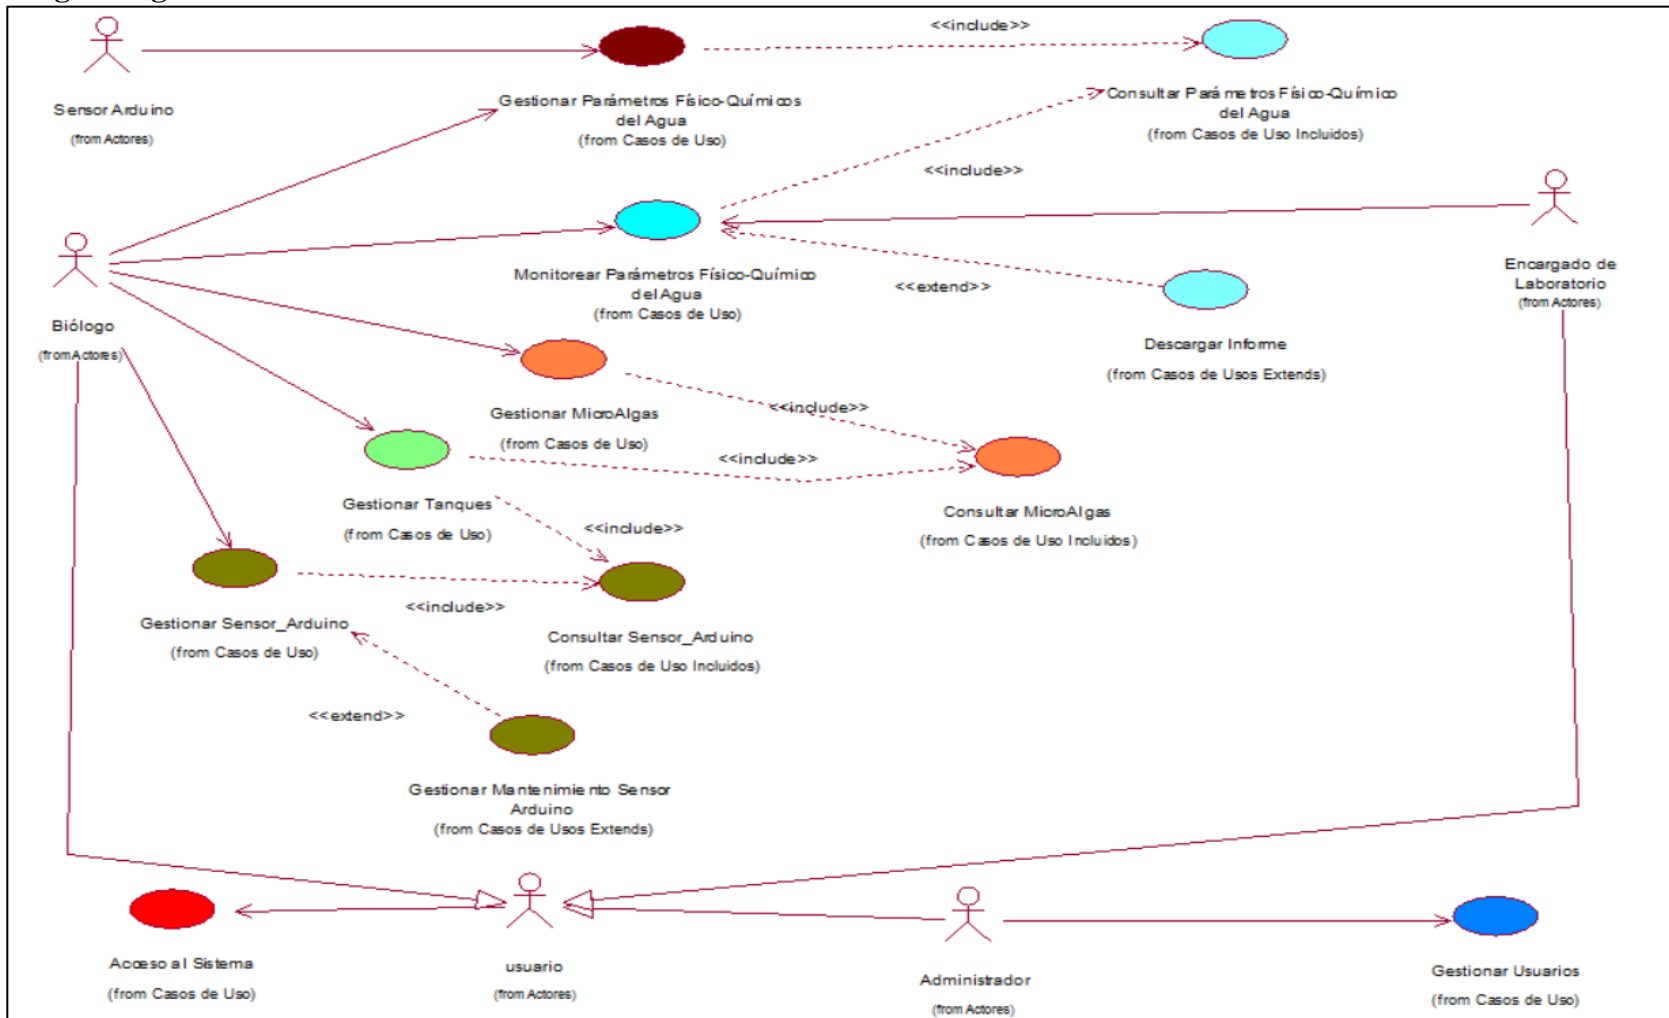 <<include>>
Sensor Arduino
(from Actores)
Gestionar Parámetros Físico-Químicos
del Agua
(from Casos de Uso)
Consultar Parámetros Físico-Químico
del Agua
(from Casos de Uso Incluidos)
<<include>>
Monitorear Parámetros Físico-Químico
del Agua
(from Casos de Uso)
<<extend>>
Encargado de
Laboratorio
(from Actores)
Biólogo
(from Actores)
Descargar Informe
(from Casos de Usos Extends)
Gestionar MicroAlgas
(from Casos de Uso)
<<include>>
<<include>>
Gestionar Tanques
(from Casos de Uso)
Consultar MicroAlgas
(from Casos de Uso Incluidos)
<<include>>
<<include>>
Gestionar Sensor_Arduino
(from Casos de Uso)
Consultar Sensor_Arduino
(from Casos de Uso Incluidos)
<<extend>>
Gestionar Mantenimiento Sensor
Arduino
(from Casos de Usos Extends)
Acceso al Sistema
(from Casos de Uso)
usuario
(from Actores)
Administrador
(from Actores)
Gestionar Usuarios
(from Casos de Uso)